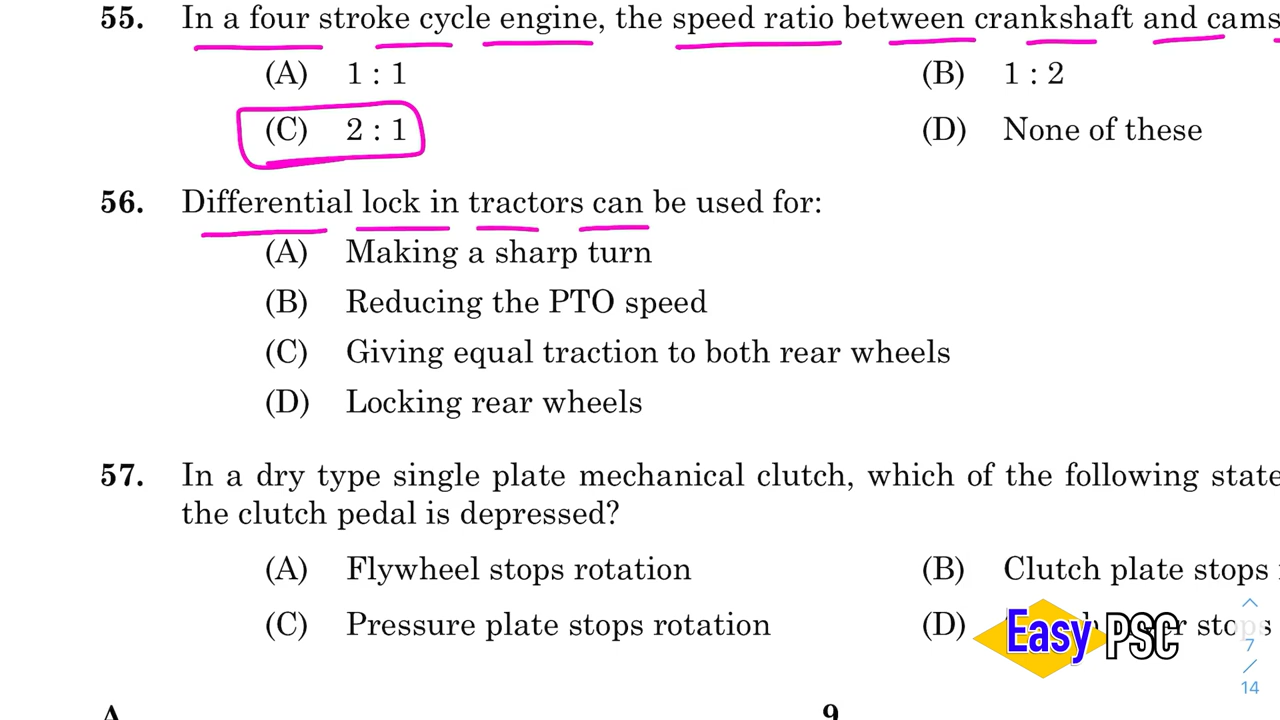 55. In a four stroke cycle engine, the speed ratio between crankshaft and cams
(A) 1 : 1 (B) 1 : 2
(C) 2 : 1 (D) None of these
56. Differential lock in tractors can be used for:
(A) Making a sharp turn
(B) Reducing the PTO speed
(C) Giving equal traction to both rear wheels
(D) Locking rear wheels
57. In a dry type single plate mechanical clutch, which of the following state
the clutch pedal is depressed?
(A) Flywheel stops rotation (B) Clutch plate stops
(C) Pressure plate stops rotation (D) stops
Easy PSC
7
/
14
A 9